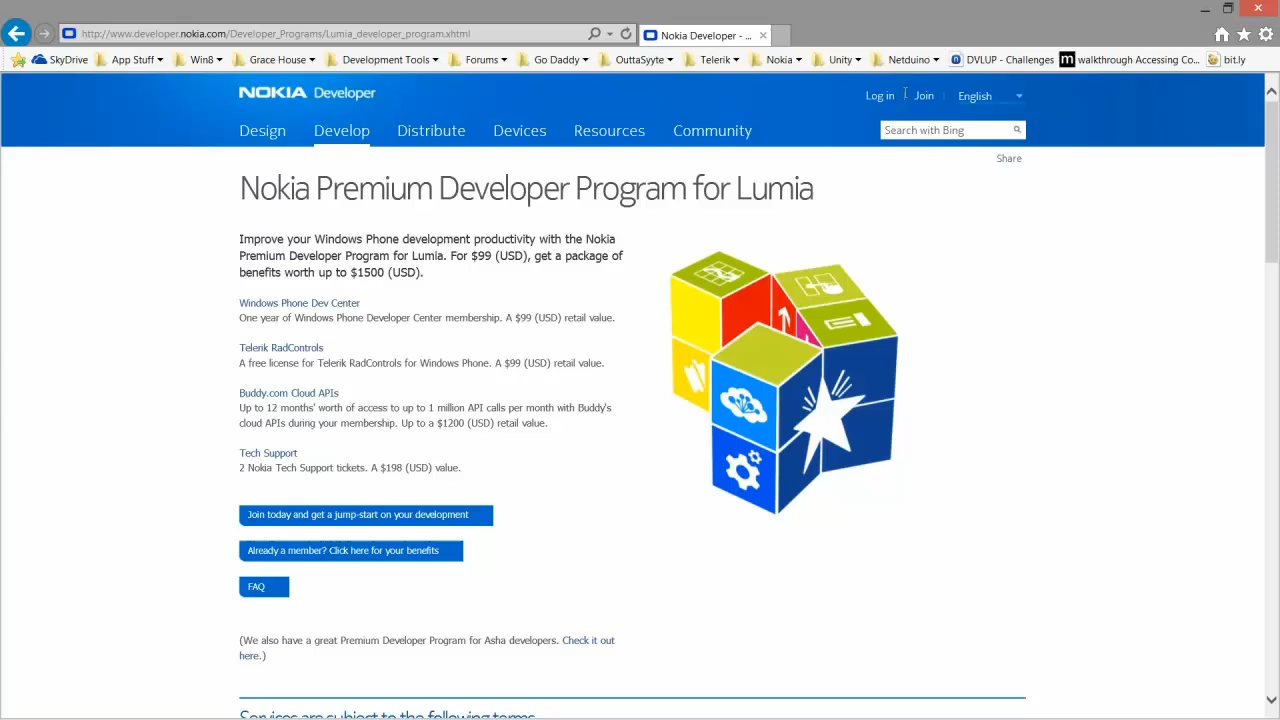 http://www.developer.nokia.com/Developer_Programs/Lumia_developer_program.xhtml
Nokia Developer - ...
SkyDrive App Stuff Win8 Grace House Development Tools Forums Go Daddy OuttaSyyte Telerik Nokia Unity Netduino DVLUP - Challenges walkthrough Accessing Co... bit.ly
NOKIA Developer
Log in Join English
Design Develop Distribute Devices Resources Community
Search with Bing
Share
Nokia Premium Developer Program for Lumia
Improve your Windows Phone development productivity with the Nokia
Premium Developer Program for Lumia. For $99 (USD), get a package of
benefits worth up to $1500 (USD).
Windows Phone Dev Center
One year of Windows Phone Developer Center membership. A $99 (USD) retail value.
Telerik RadControls
A free license for Telerik RadControls for Windows Phone. A $99 (USD) retail value.
Buddy.com Cloud APIs
Up to 12 months' worth of access to up to 1 million API calls per month with Buddy's
cloud APIs during your membership. Up to a $1200 (USD) retail value.
Tech Support
2 Nokia Tech Support tickets. A $198 (USD) value.
Join today and get a jump-start on your development
Already a member? Click here for your benefits
FAQ
(We also have a great Premium Developer Program for Asha developers. Check it out
here.)
Services are subject to the following terms